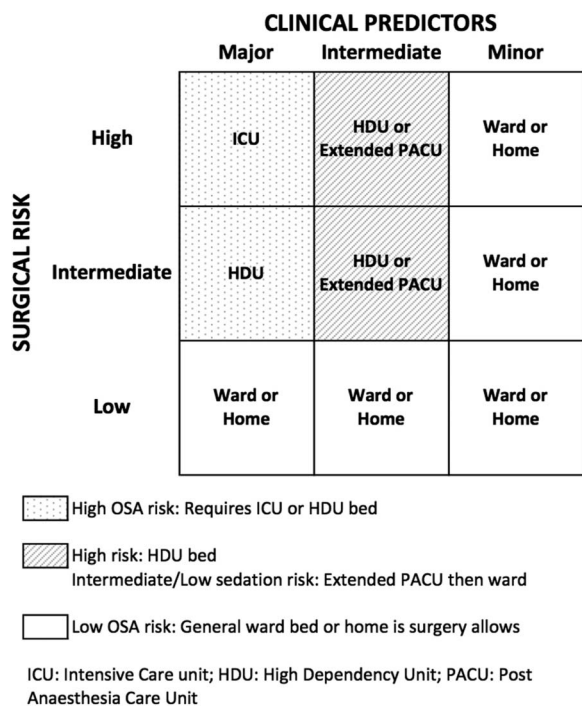 CLINICAL PREDICTORS
Major Intermediate Minor
SURGICAL RISK
High
ICU
HDU or
Extended PACU
Ward or
Home
Intermediate
HDU
HDU or
Extended PACU
Ward or
Home
Low
Ward or
Home
Ward or
Home
Ward or
Home
High OSA risk: Requires ICU or HDU bed
High risk: HDU bed
Intermediate/Low sedation risk: Extended PACU then ward
Low OSA risk: General ward bed or home is surgery allows
ICU: Intensive Care unit; HDU: High Dependency Unit; PACU: Post
Anaesthesia Care Unit